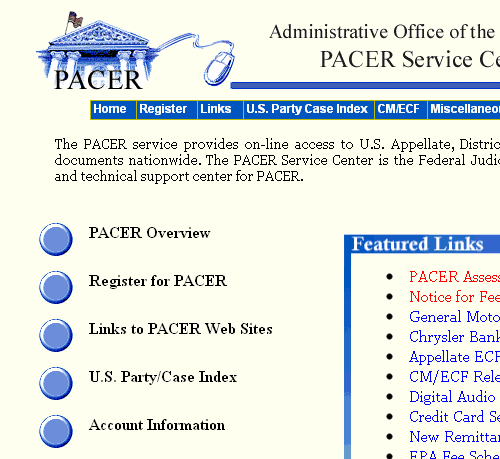 Administrative Office of the
PACER Service Ce
PACER
Home Register Links U.S. Party Case Index CM/ECF Miscellaneo
The PACER service provides on-line access to U.S. Appellate, Distric
documents nationwide. The PACER Service Center is the Federal Judic
and technical support center for PACER.
PACER Overview
Register for PACER
Links to PACER Web Sites
U.S. Party/Case Index
Account Information
Featured Links
PACER Assess
Notice for Fee
General Moto
Chrysler Bank
Appellate ECF
CM/ECF Rele
Digital Audio
Credit Card Se
New Remittan
EPA Fee Sche